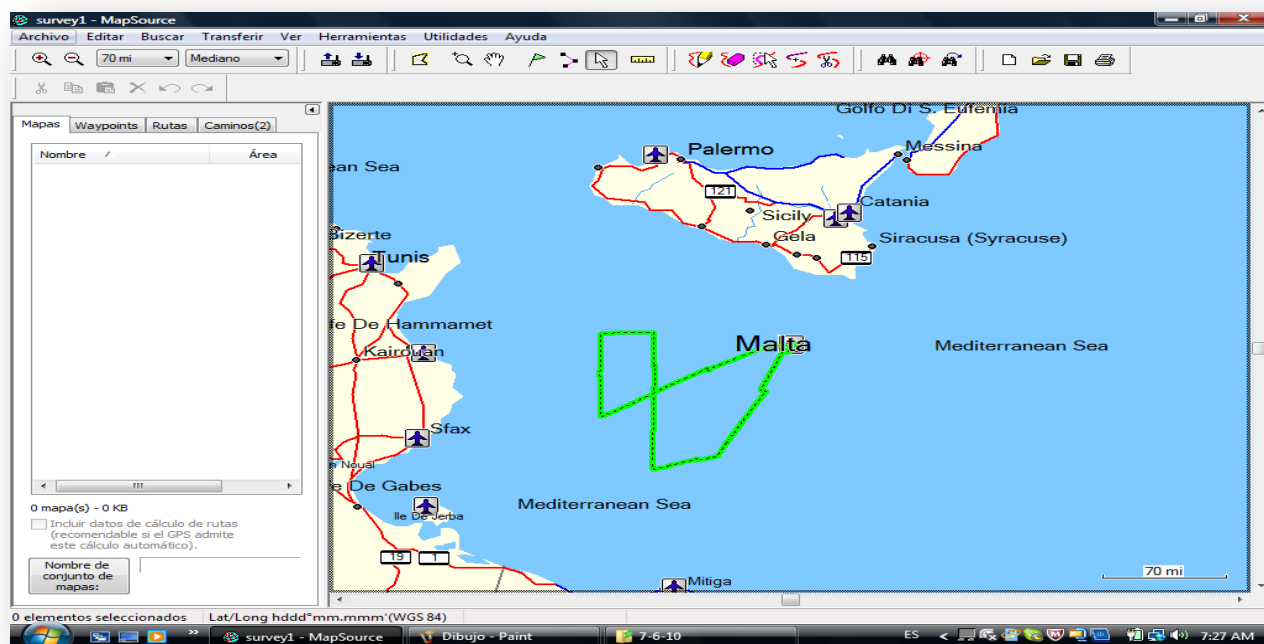 survey1 - MapSource
Archivo Editar Buscar Transferir Ver Herramientas Utilidades Ayuda
70 mi Mediano
Mapas Waypoints Rutas Caminos(2)
Nombre / Área
0 mapa(s) - 0 KB
Incluir datos de cálculo de rutas
(recomendable si el GPS admite
este cálculo automático).
Nombre de
conjunto de
mapas:
Golfo Di S. Eufemia
Palermo
Messina
ean Sea
121
Catania
Sicily
Bizerte
Gela
Siracusa (Syracuse)
Tunis
115
fe De Hammamet
Malta
Mediterranean Sea
Kairouan
Sfax
n Noual
e De Gabes
Mediterranean Sea
Ile De Jerba
19 1
70 mi
Mitiga
0 elementos seleccionados Lat/Long hddd°mm.mmm'(WGS 84)
survey1 - MapSource Dibujo - Paint 7-6-10 ES 7:27 AM